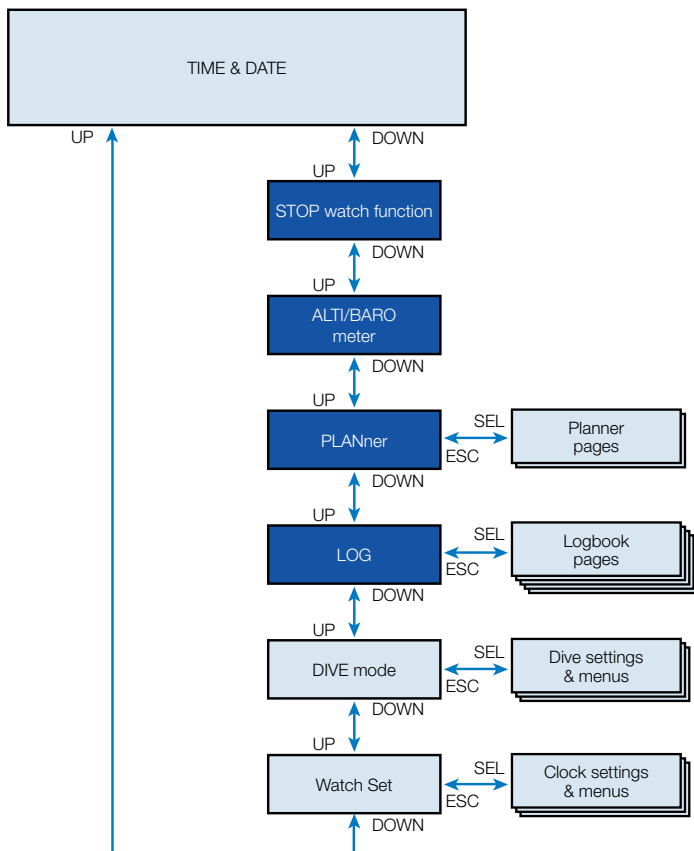 TIME & DATE
UP
DOWN
UP
STOP watch function
DOWN
UP
ALTI/BARO
meter
DOWN
UP
PLANner
SEL
ESC
Planner
pages
DOWN
UP
LOG
SEL
ESC
Logbook
pages
DOWN
UP
DIVE mode
SEL
ESC
Dive settings
& menus
DOWN
UP
Watch Set
SEL
ESC
Clock settings
& menus
DOWN